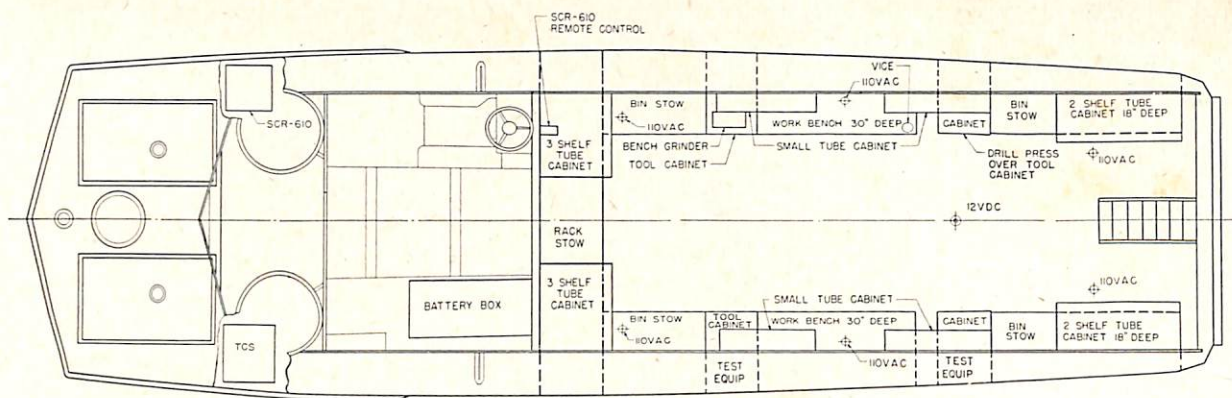 SCR-610
REMOTE CONTROL
SCR-610
VICE
110VAC
BIN STOW
110VAC
WORK BENCH 30" DEEP
CABINET
BIN
STOW
2 SHELF TUBE
CABINET 18" DEEP
BENCH GRINDER
TOOL CABINET
SMALL TUBE CABINET
DRILL PRESS
OVER TOOL
CABINET
110VAC
3 SHELF
TUBE
CABINET
12VDC
RACK
STOW
3 SHELF
TUBE
CABINET
BATTERY BOX
TCS
BIN STOW
110VAC
TOOL
CABINET
SMALL TUBE CABINET
WORK BENCH 30" DEEP
110VAC
CABINET
BIN
STOW
110VAC
2 SHELF TUBE
CABINET 18" DEEP
TEST
EQUIP
TEST
EQUIP